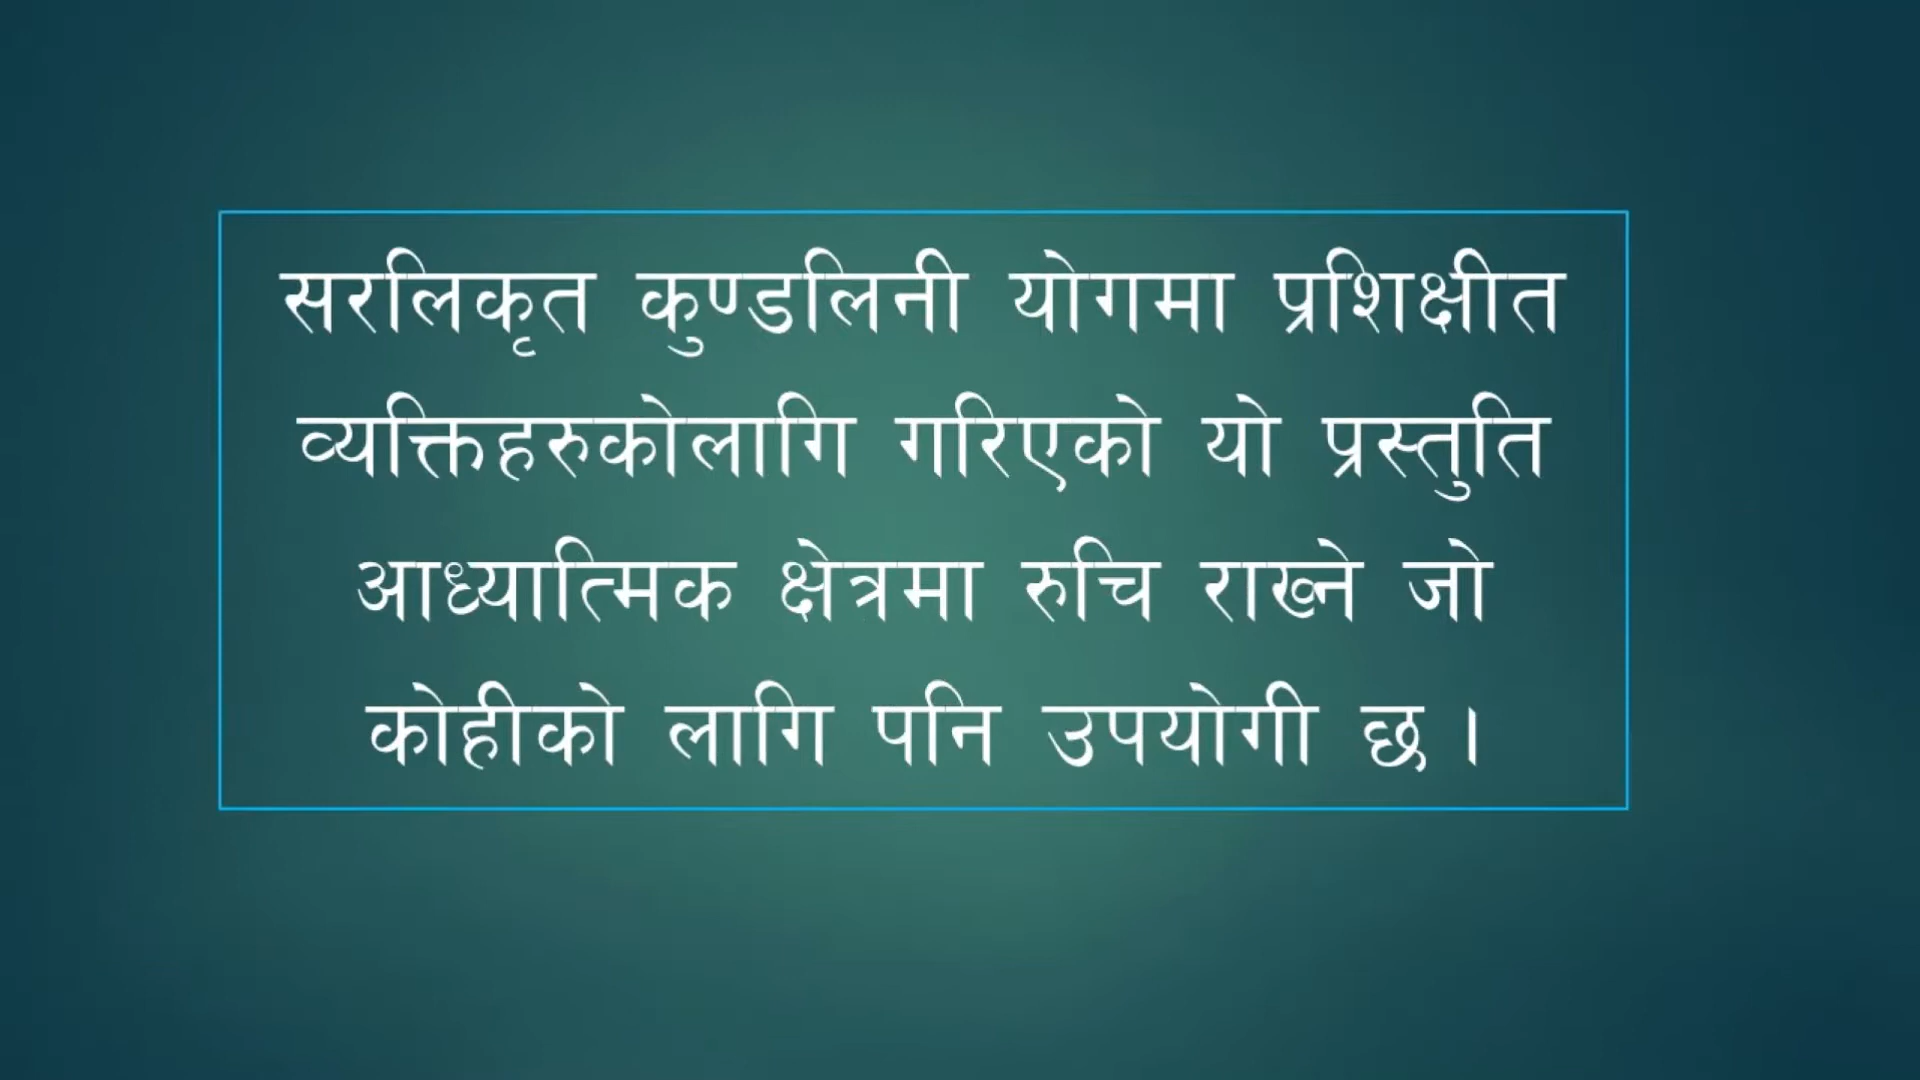 सरलिकृत कुण्डलिनी योगमा प्रशिक्षीत
व्यक्तिहरुकोलागि गरिएको यो प्रस्तुति
आध्यात्मिक क्षेत्रमा रुचि राख्ने जो
कोहीको लागि पनि उपयोगी छ ।